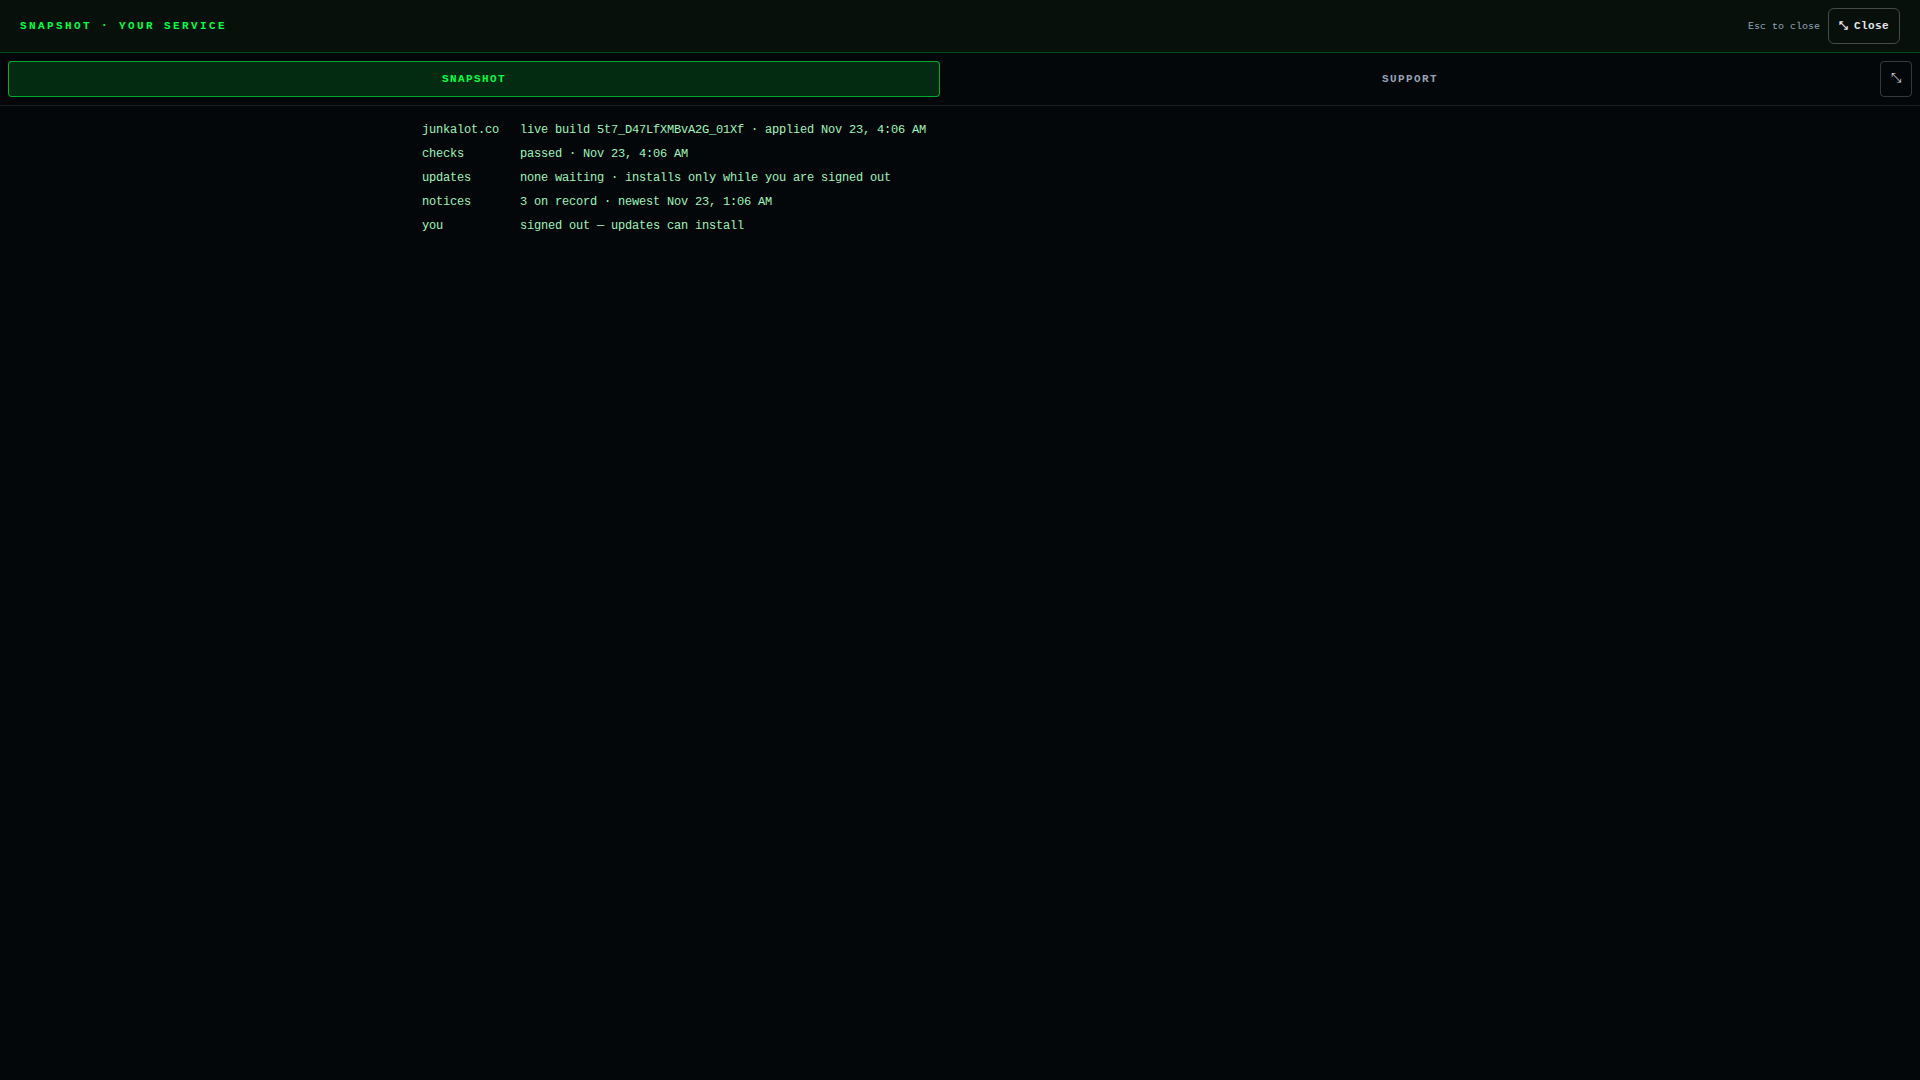 SNAPSHOT · YOUR SERVICE
Esc to close
⤡ Close
SNAPSHOT
SUPPORT
⤡
junkalot.co live build 5t7_D47LfXMBvA2G_01Xf · applied Nov 23, 4:06 AM
checks passed · Nov 23, 4:06 AM
updates none waiting · installs only while you are signed out
notices 3 on record · newest Nov 23, 1:06 AM
you signed out — updates can install